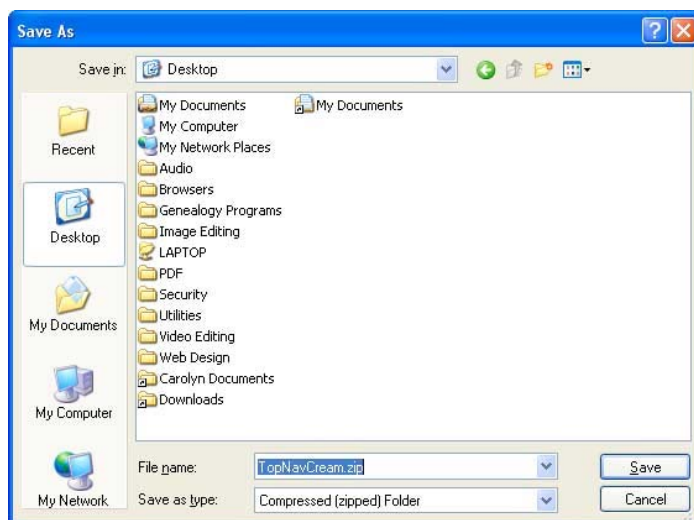 Save As
Save in: Desktop
Recent
Desktop
My Documents
My Computer
My Network
My Documents
My Computer
My Network Places
Audio
Browsers
Genealogy Programs
Image Editing
LAPTOP
PDF
Security
Utilities
Video Editing
Web Design
Carolyn Documents
Downloads
My Documents
File name: TopNavCream.zip Save
Save as type: Compressed (zipped) Folder Cancel